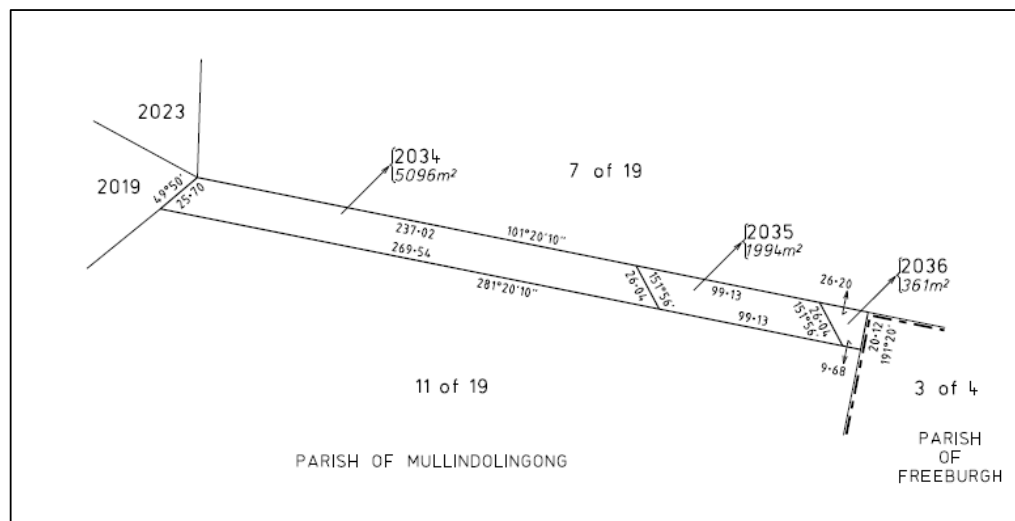 2023
2034
5096m²
7 of 19
2019
49°50'
25·70
237·02
101°20'10"
2035
1994m²
269·54
281°20'10"
26·04
151°56'
99·13
26·20
2036
361m²
99·13
26·04
151°56'
20·12
191°20'
9·68
11 of 19
3 of 4
PARISH OF MULLINDOLINGONG
PARISH
OF
FREEBURGH